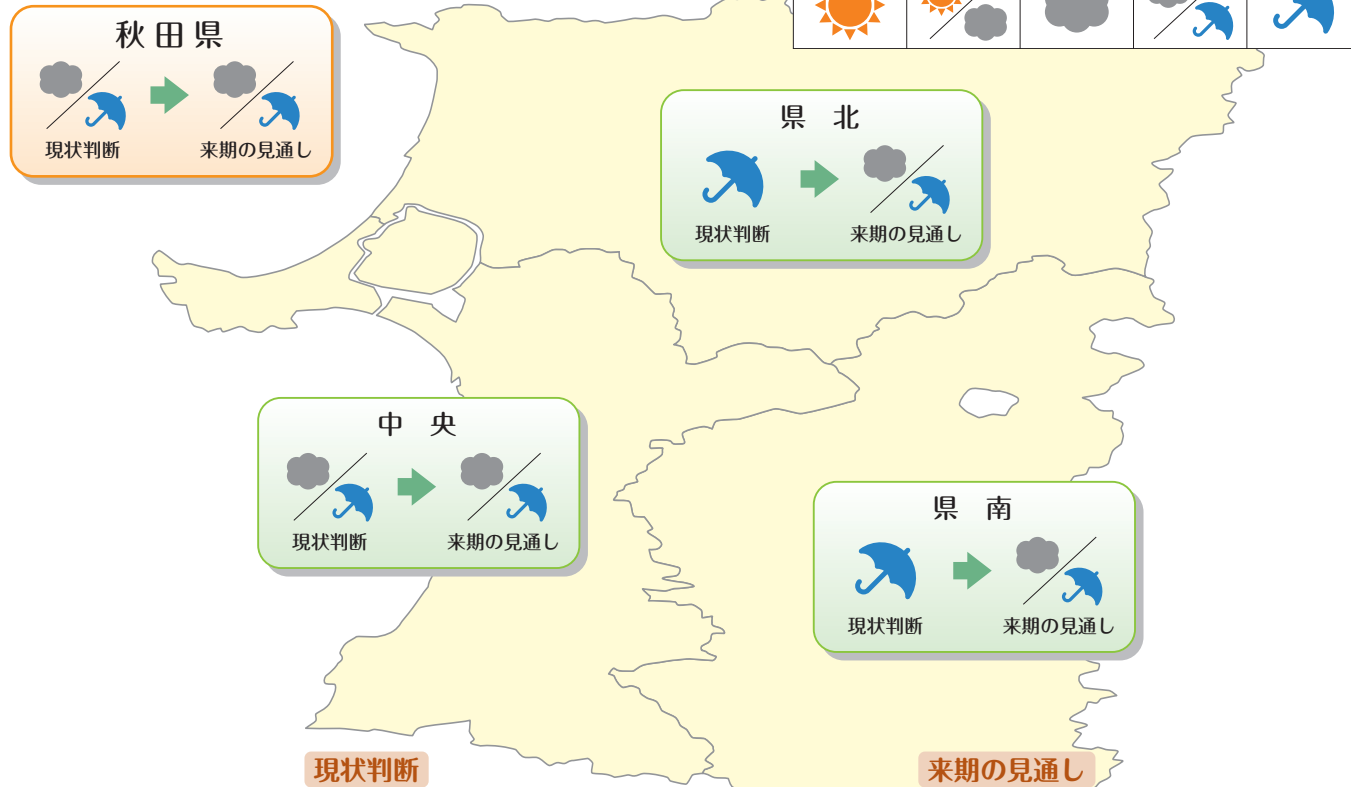 秋田県
現状判断
来期の見通し
県 北
現状判断
来期の見通し
中 央
現状判断
来期の見通し
県 南
現状判断
来期の見通し
現状判断
来期の見通し